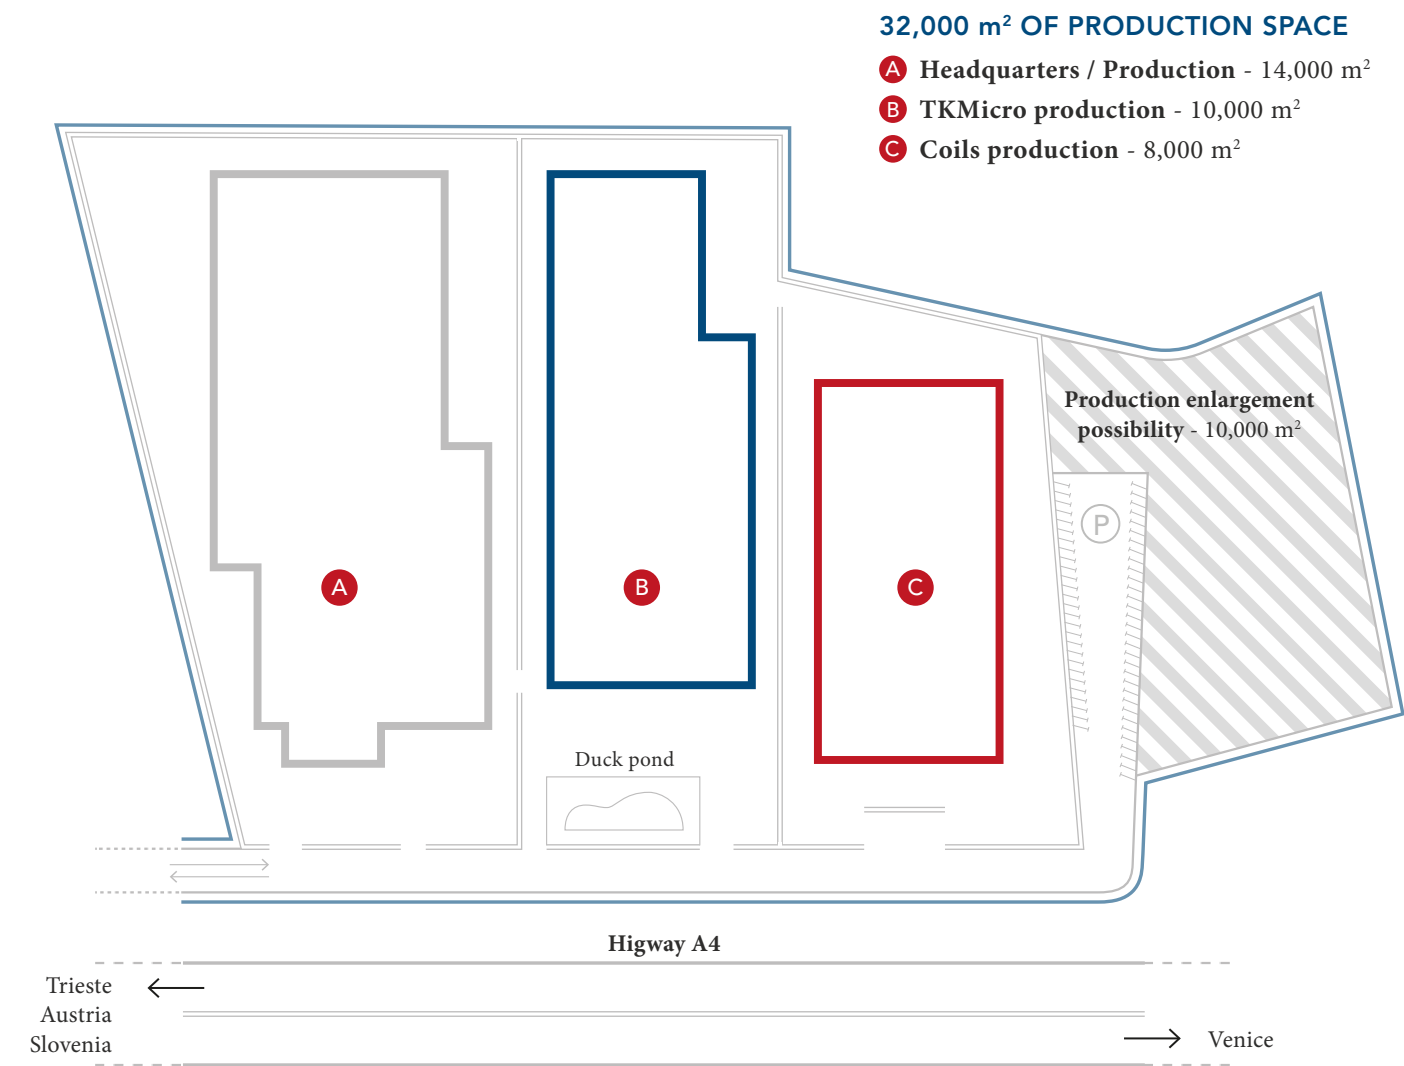 32,000 m² OF PRODUCTION SPACE
A Headquarters / Production - 14,000 m²
B TKMicro production - 10,000 m²
C Coils production - 8,000 m²
Production enlargement
possibility - 10,000 m²
P
A
B
C
Duck pond
Higway A4
Trieste
Austria
Slovenia
Venice